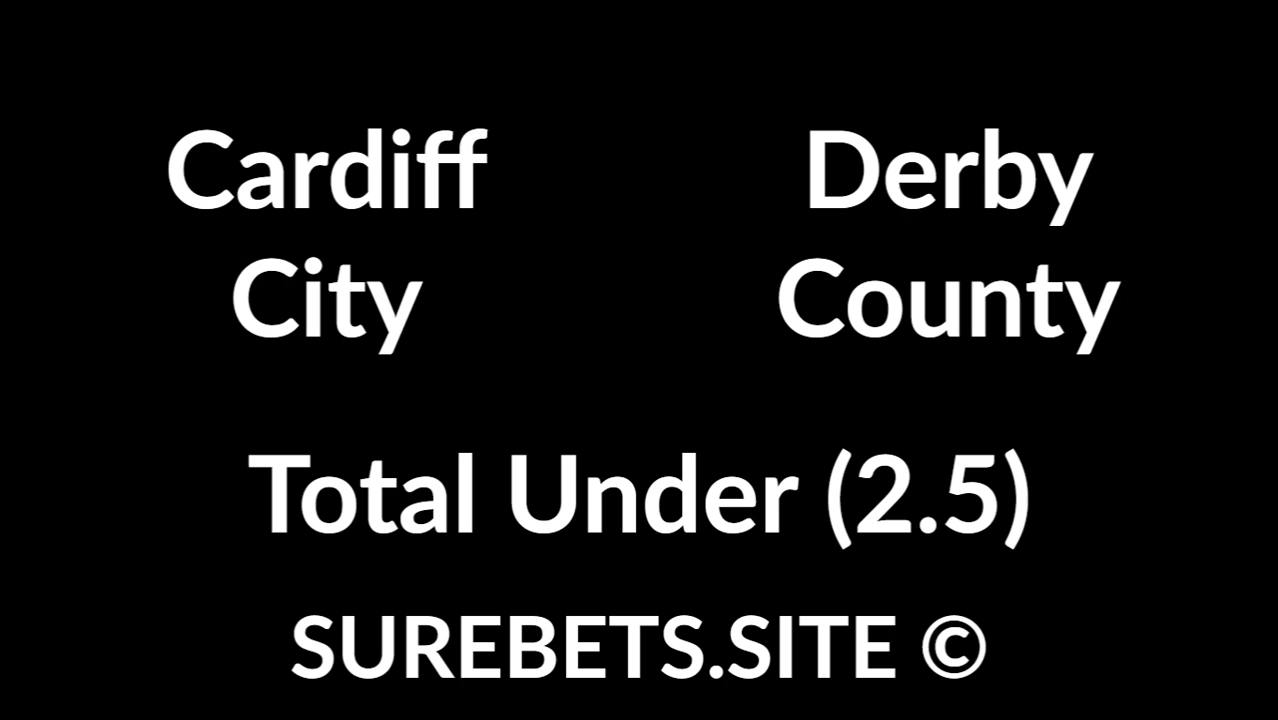 Cardiff
City
Derby
County
Total Under (2.5)
SUREBETS.SITE ©